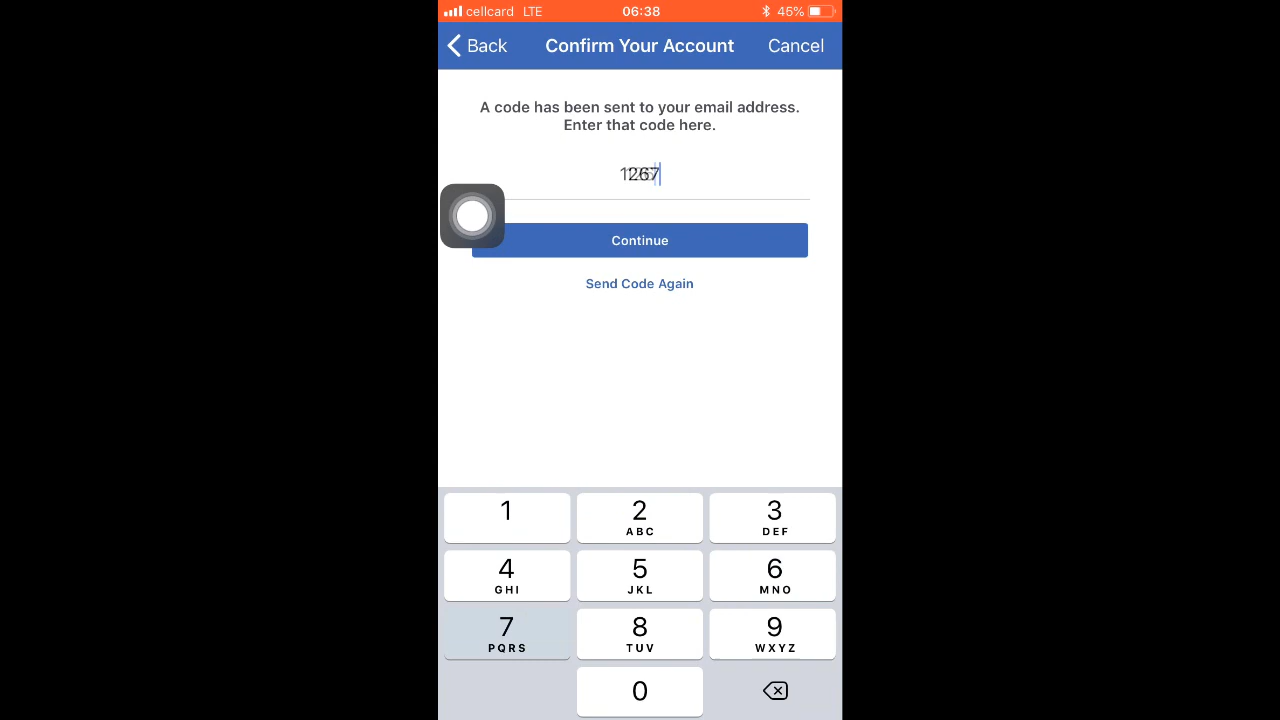 cellcard LTE 06:38 45%
Back Confirm Your Account Cancel
A code has been sent to your email address.
Enter that code here.
1267
Continue
Send Code Again
1 2 3
ABC DEF
4 5 6
GHI JKL MNO
7 8 9
PQRS TUV WXYZ
0